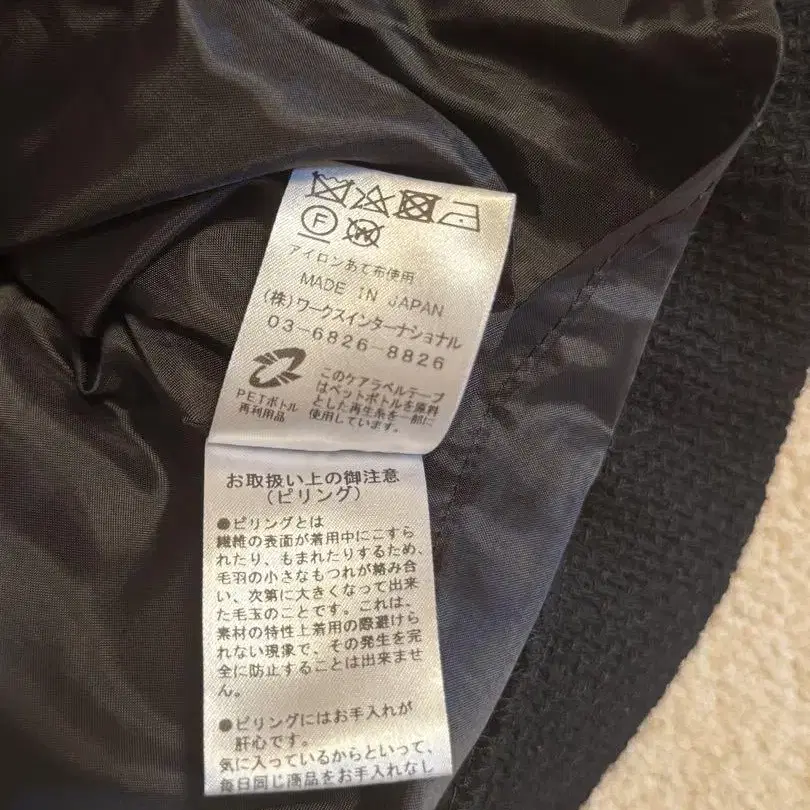 アイロンあて布使用
MADE IN JAPAN
(株)ワークスインターナショナル
03-6826-8826
PETボトル
再利用品
このケアラベルテープ
はペットボトルを原料
とした再生糸を一部に
使用しています。
お取扱い上の御注意
(ピリング)
●ピリングとは
繊維の表面が着用中にこすら
れたり、もまれたりするため、
毛羽の小さなもつれが絡み合
い、次第に大きくなって出来
た毛玉のことです。これは、
素材の特性上着用の際避けら
れない現象で、その発生を完
全に防止することは出来ませ
ん。
●ピリングにはお手入れが
肝心です。
気に入っているからといって、
毎日同じ商品をお手入れなし